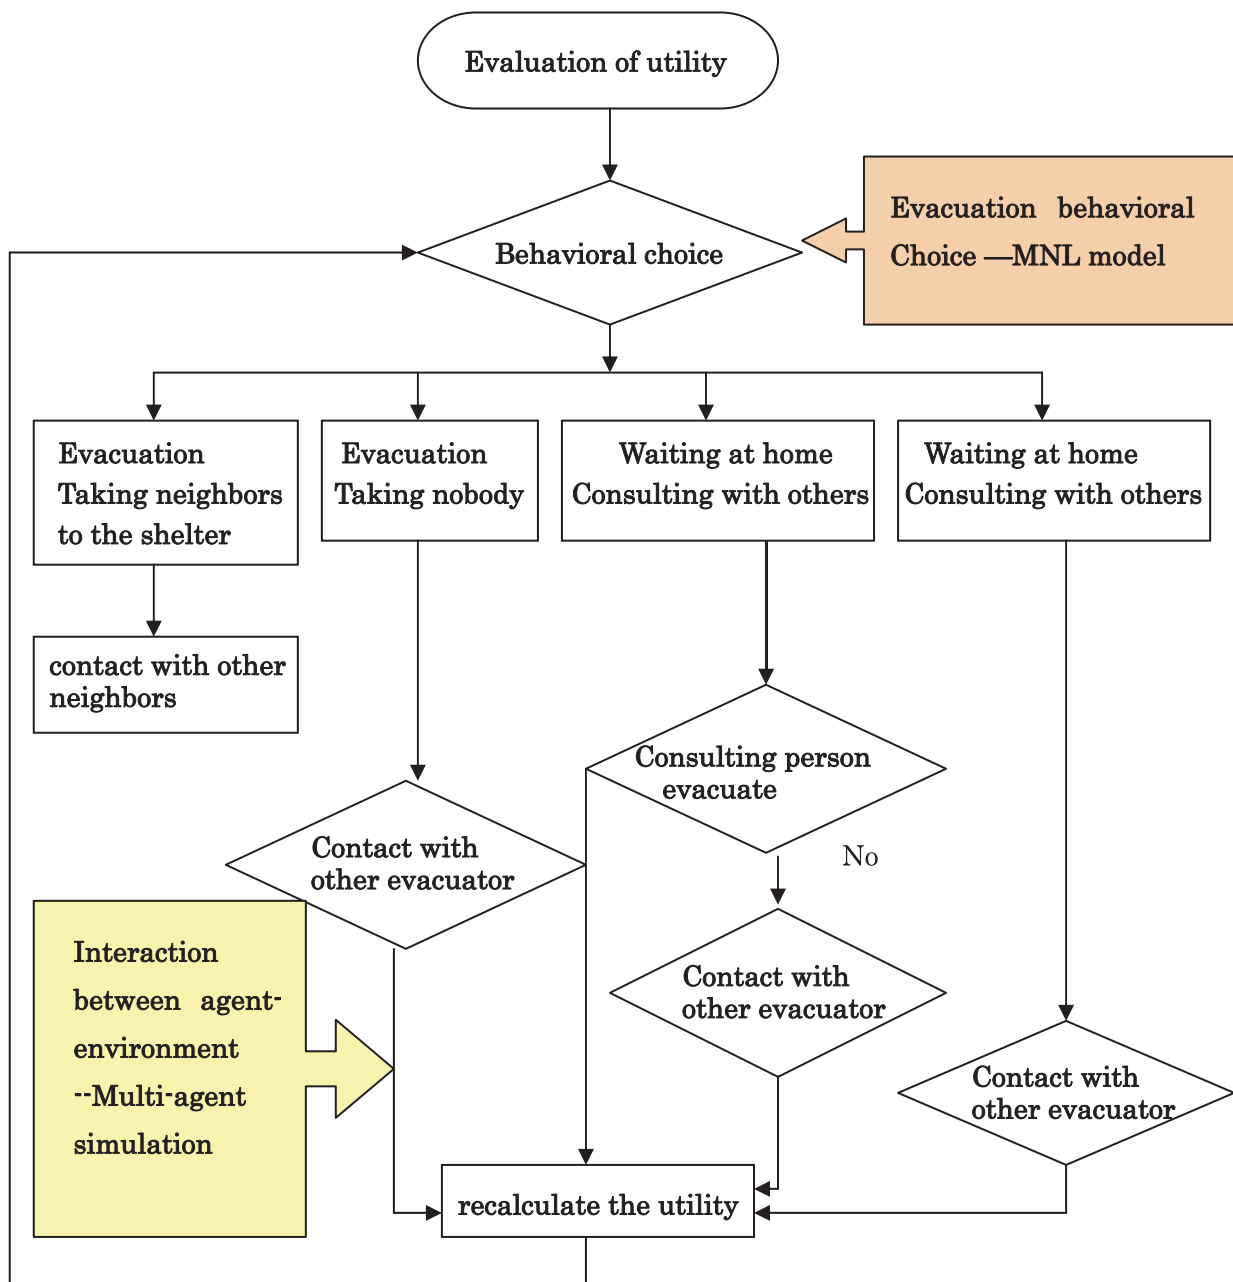 Evaluation of utility
Evacuation behavioral
Choice —MNL model
Behavioral choice
Evacuation
Taking neighbors
to the shelter
Evacuation
Taking nobody
Waiting at home
Consulting with others
Waiting at home
Consulting with others
contact with other
neighbors
Consulting person
evacuate
Contact with
other evacuator
No
Interaction
between agent-
environment
--Multi-agent
simulation
Contact with
other evacuator
Contact with
other evacuator
recalculate the utility